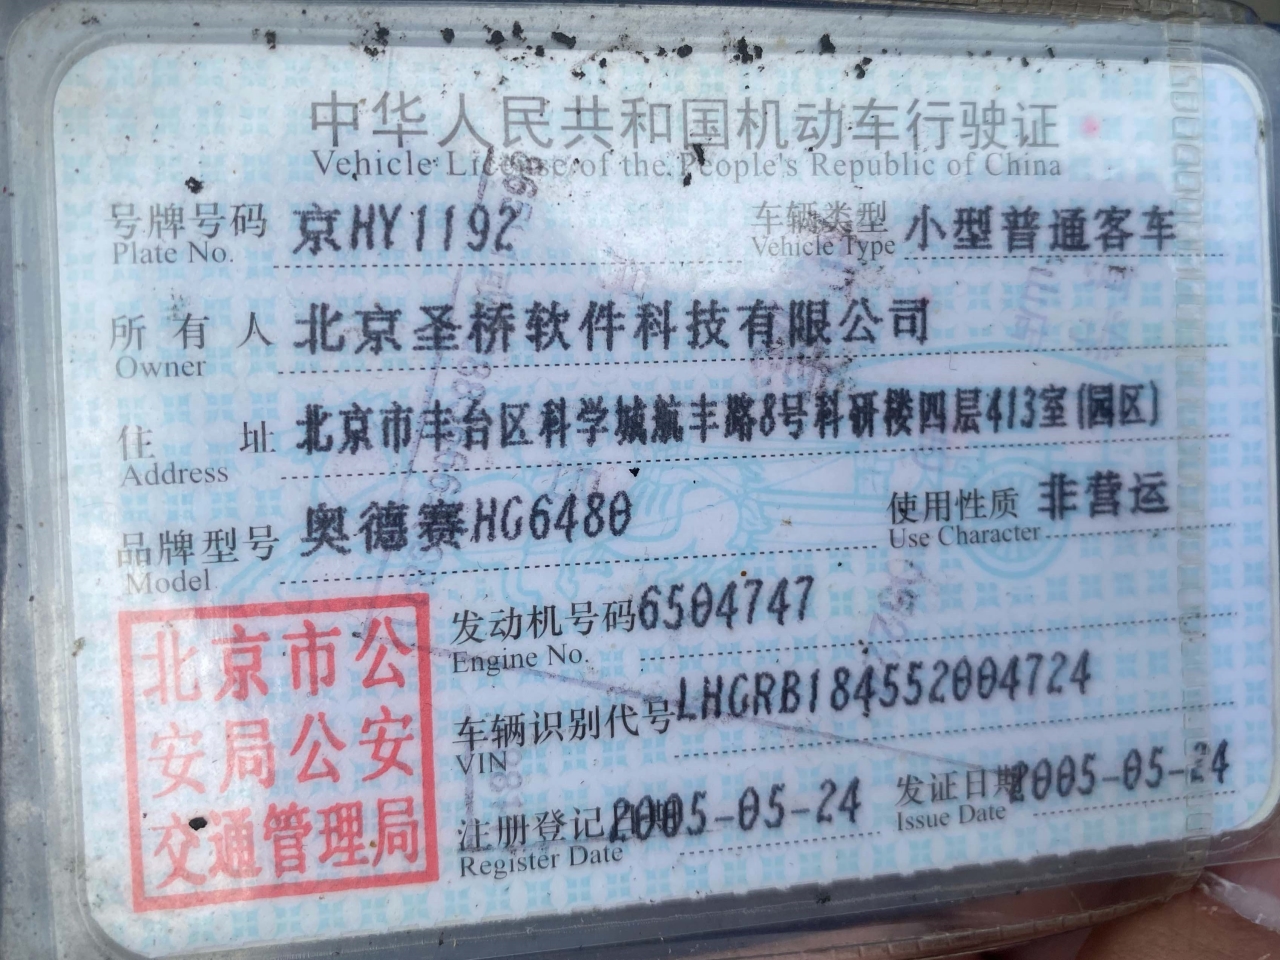 中华人民共和国机动车行驶证
Vehicle License of the People's Republic of China
号牌号码 京HY1192 车辆类型 小型普通客车
Plate No. Vehicle Type
所有人 北京圣桥软件科技有限公司
Owner
住址 北京市丰台区科学城航丰路8号科研楼四层413室(园区)
Address
品牌型号 奥德赛HG6480 使用性质 非营运
Model Use Character
发动机号码 6504747
Engine No.
车辆识别代号 LHGRB184552004724
VIN
注册登记日期 2005-05-24 发证日期 2005-05-24
Register Date Issue Date
北京市公
安局公安
交通管理局